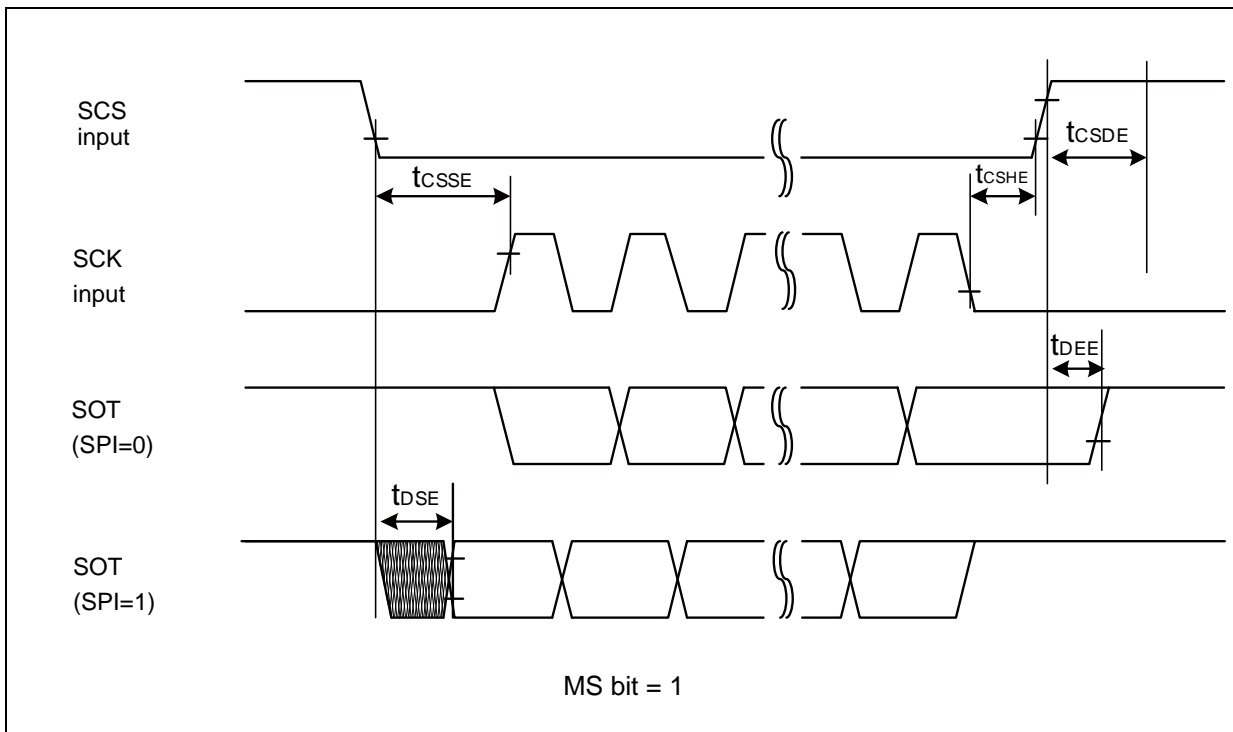 SCS
input
tCSDE
tCSSE
tCSHE
SCK
input
tDEE
SOT
(SPI=0)
tDSE
SOT
(SPI=1)
MS bit = 1